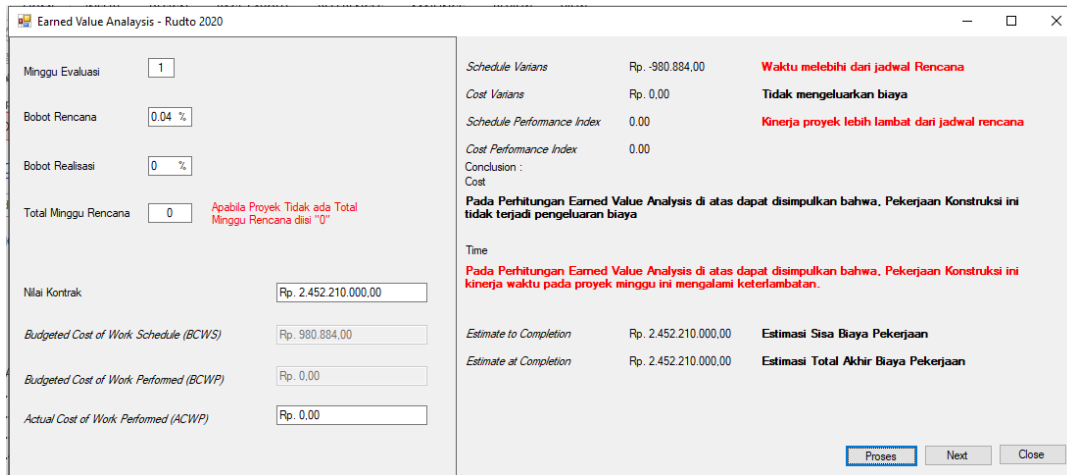 Earned Value Analaysis - Rudto 2020
Minggu Evaluasi 1
Bobot Rencana 0.04 %
Bobot Realisasi 0 %
Total Minggu Rencana 0
Apabila Proyek Tidak ada Total
Minggu Rencana diisi "0"
Nilai Kontrak Rp. 2.452.210.000,00
Budgeted Cost of Work Schedule (BCWS) Rp. 980.884,00
Budgeted Cost of Work Performed (BCWP) Rp. 0,00
Actual Cost of Work Performed (ACWP) Rp. 0,00
Schedule Varians Rp. -980.884,00 Waktu melebihi dari jadwal Rencana
Cost Varians Rp. 0,00 Tidak mengeluarkan biaya
Schedule Performance Index 0.00 Kinerja proyek lebih lambat dari jadwal rencana
Cost Performance Index 0.00
Conclusion :
Cost
Pada Perhitungan Earned Value Analysis di atas dapat disimpulkan bahwa, Pekerjaan Konstruksi ini
tidak terjadi pengeluaran biaya
Time
Pada Perhitungan Earned Value Analysis di atas dapat disimpulkan bahwa, Pekerjaan Konstruksi ini
kinerja waktu pada proyek minggu ini mengalami keterlambatan.
Estimate to Completion Rp. 2.452.210.000,00 Estimasi Sisa Biaya Pekerjaan
Estimate at Completion Rp. 2.452.210.000,00 Estimasi Total Akhir Biaya Pekerjaan
Proses Next Close